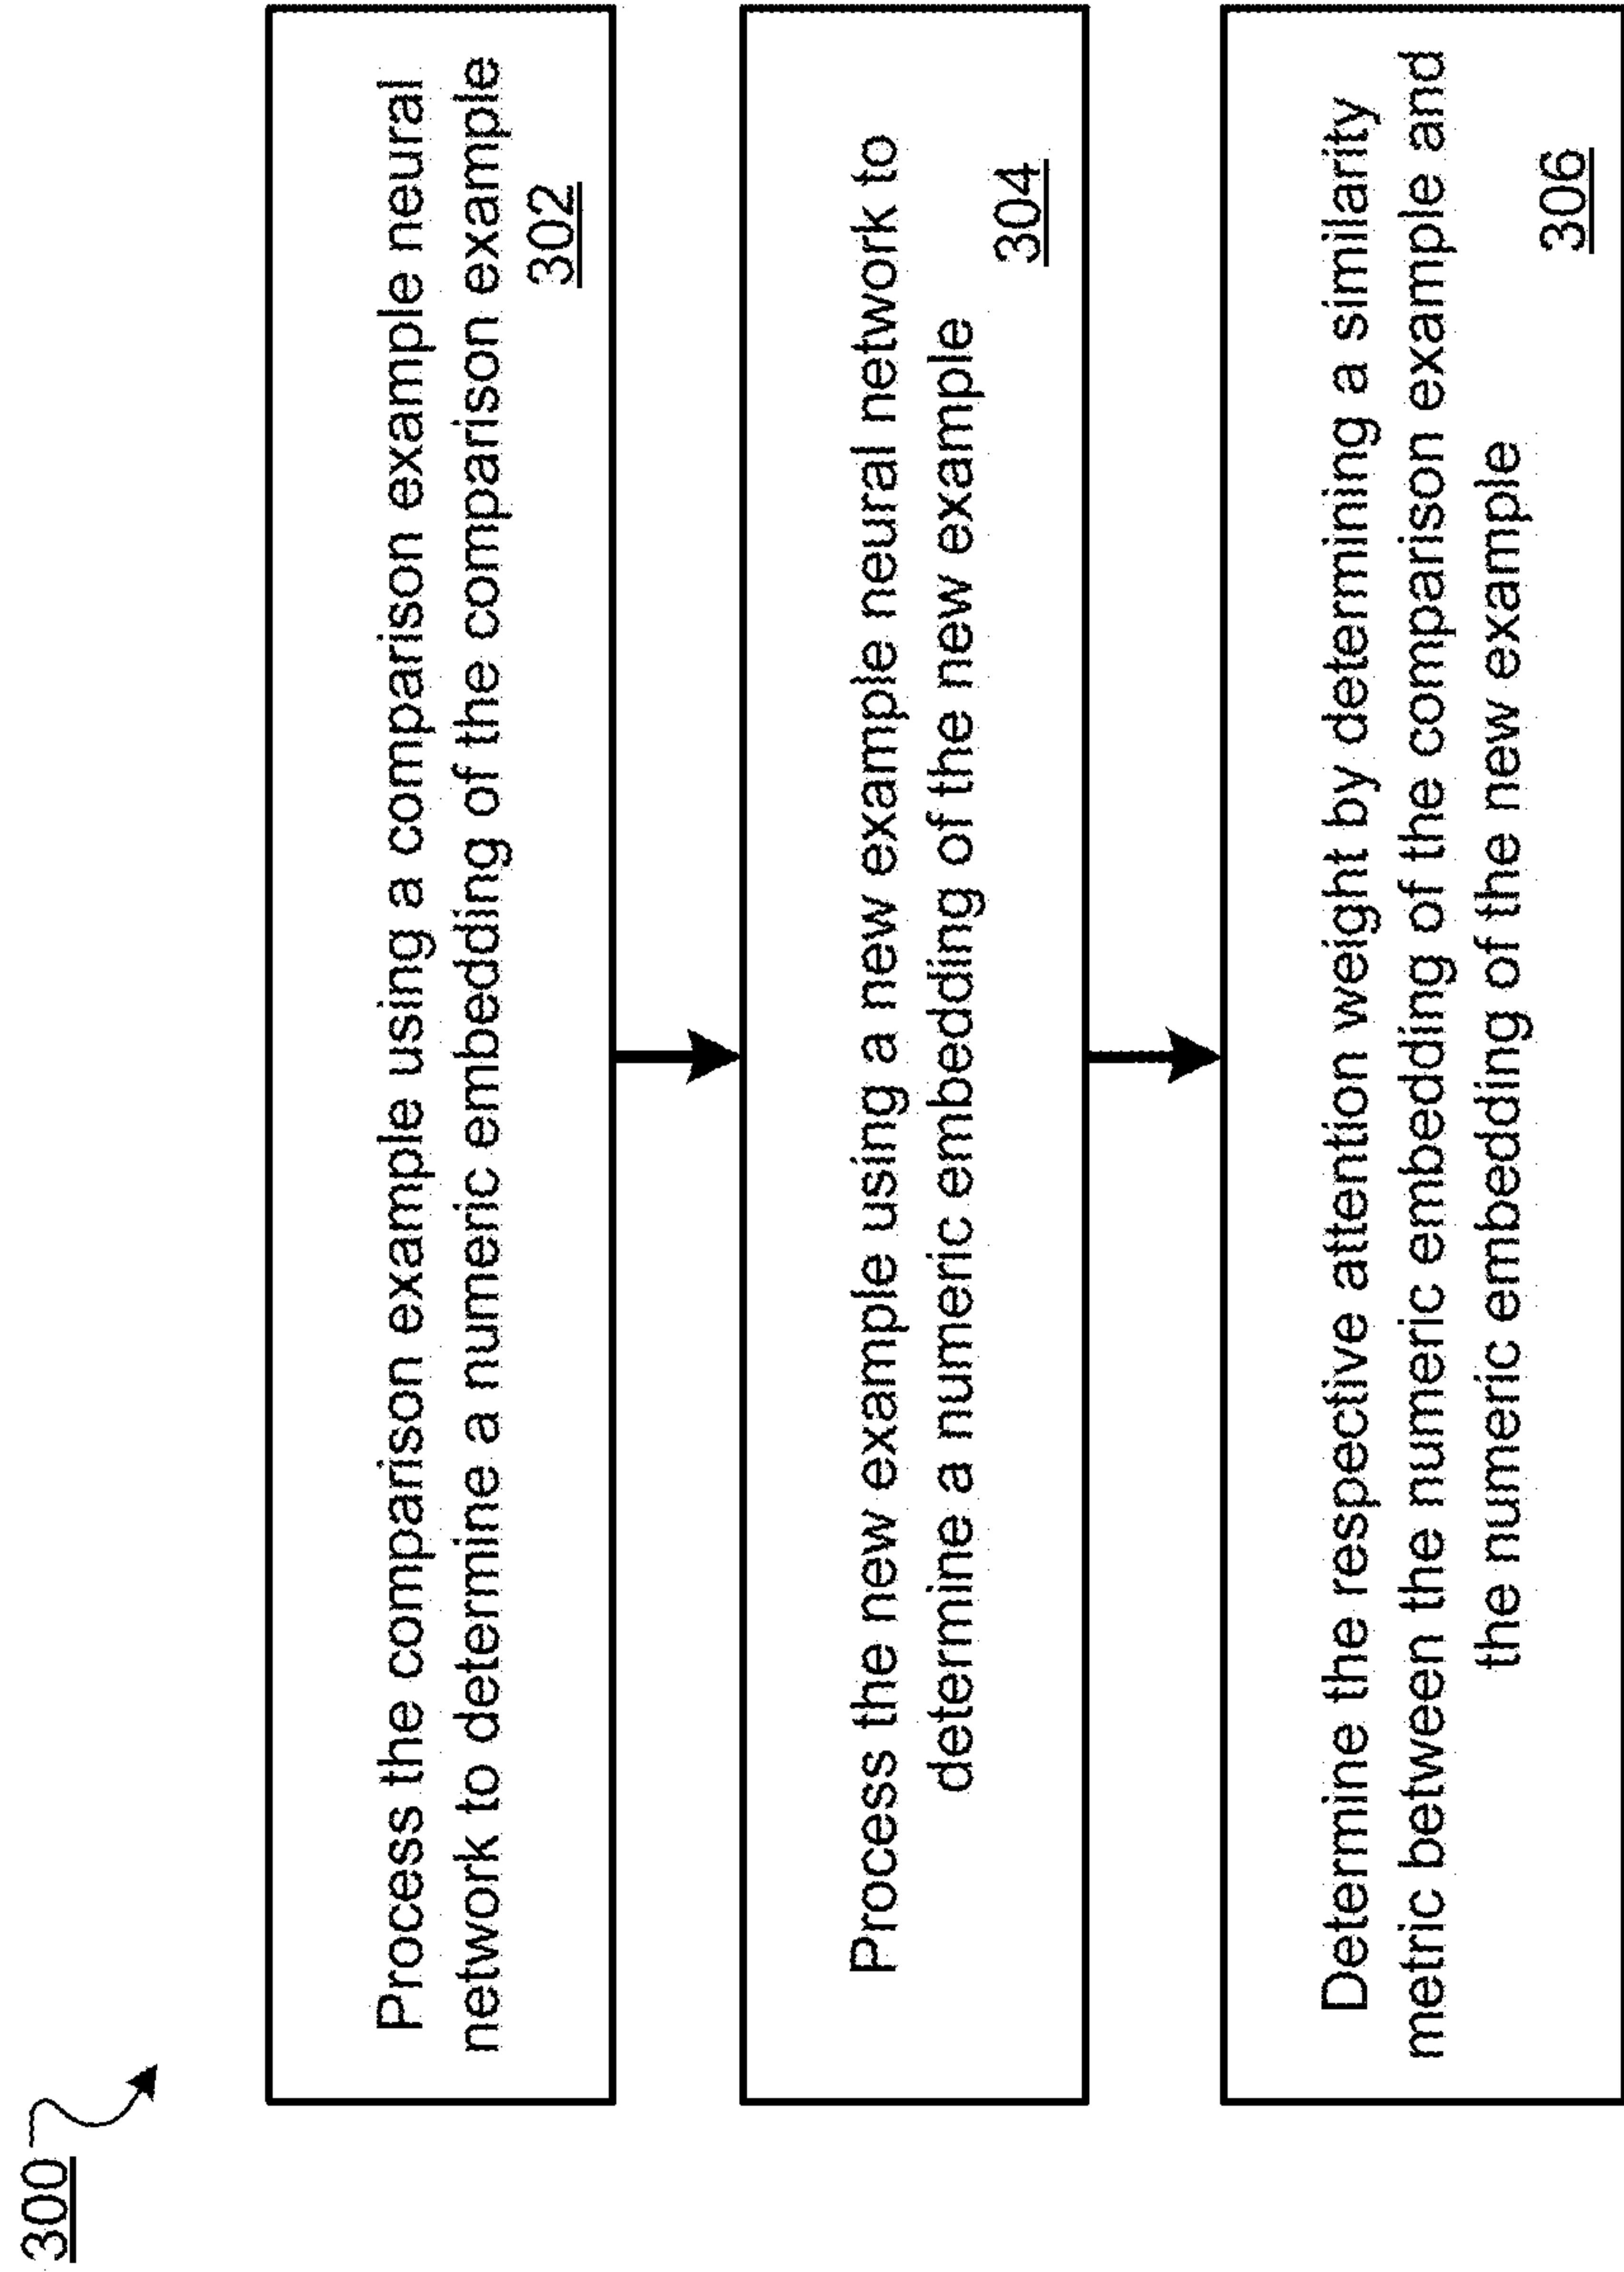 300
Process the comparison example using a comparison example neural
network to determine a numeric embedding of the comparison example
302
Process the new example using a new example neural network to
determine a numeric embedding of the new example
304
Determine the respective attention weight by determining a similarity
metric between the numeric embedding of the comparison example and
the numeric embedding of the new example
306